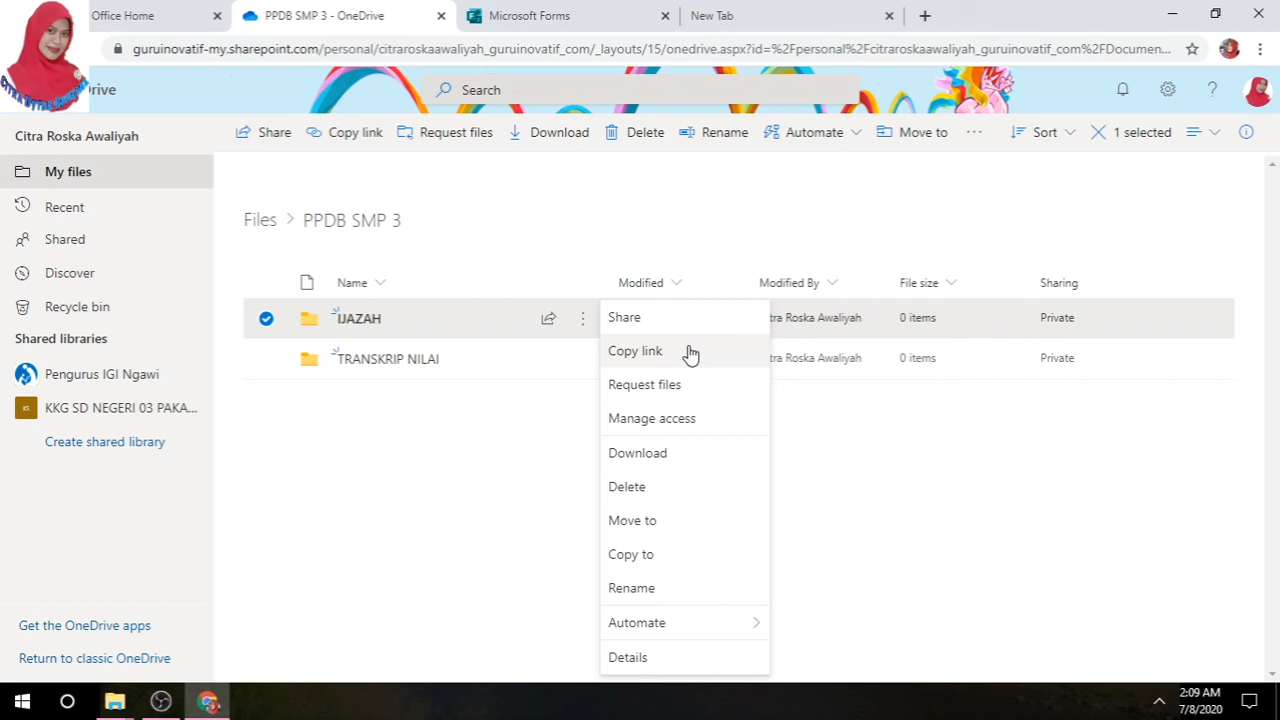 Office Home
PPDB SMP 3 - OneDrive
Microsoft Forms
New Tab
guruinovatif-my.sharepoint.com/personal/citraroskaawaliyah_guruinovatif_com/_layouts/15/onedrive.aspx?id=%2Fpersonal%2Fcitraroskaawaliyah_guruinovatif_com%2FDocumen...
Drive
Search
Citra Roska Awaliyah
Share
Copy link
Request files
Download
Delete
Rename
Automate
Move to
Sort
1 selected
My files
Recent
Shared
Discover
Recycle bin
Shared libraries
Pengurus IGI Ngawi
KS
KKG SD NEGERI 03 PAKA...
Create shared library
Get the OneDrive apps
Return to classic OneDrive
Files > PPDB SMP 3
Name
Modified
Modified By
File size
Sharing
IJAZAH
tra Roska Awaliyah
0 items
Private
TRANSKRIP NILAI
tra Roska Awaliyah
0 items
Private
Share
Copy link
Request files
Manage access
Download
Delete
Move to
Copy to
Rename
Automate
Details
2:09 AM
7/8/2020